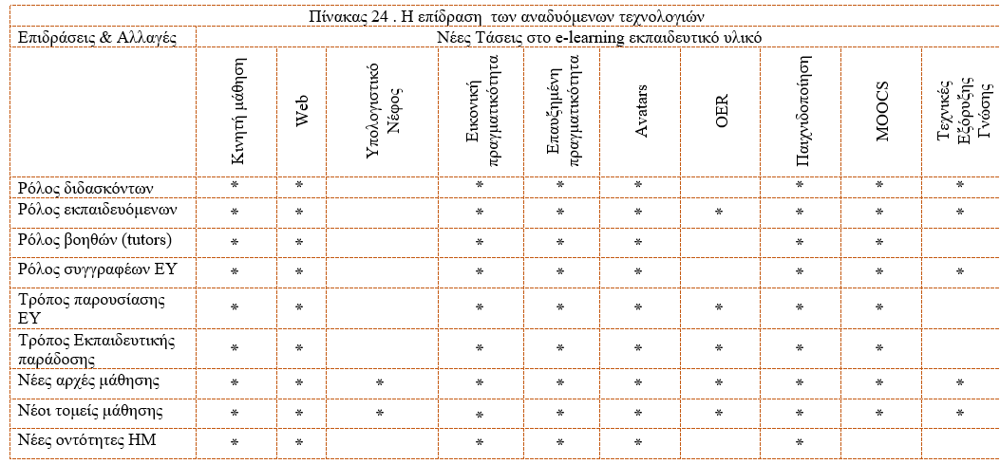 Πίνακας 24 . Η επίδραση των αναδυόμενων τεχνολογιών
Επιδράσεις & Αλλαγές Νέες Τάσεις στο e-learning εκπαιδευτικό υλικό
Κινητή μάθηση
Web
Υπολογιστικό
Νέφος
Εικονική
πραγματικότητα
Επαυξημένη
πραγματικότητα
Avatars
OER
Παιχνιδοποίηση
MOOCS
Τεχνικές
Εξόρυξης
Γνώσης
Ρόλος διδασκόντων * * * * * * * *
Ρόλος εκπαιδευόμενων * * * * * * * * *
Ρόλος βοηθών (tutors) * * * * * * *
Ρόλος συγγραφέων ΕΥ * * * * * * * *
Τρόπος παρουσίασης
ΕΥ * * * * * * * *
Τρόπος Εκπαιδευτικής
παράδοσης * * * * * * * *
Νέες αρχές μάθησης * * * * * * * * * *
Νέοι τομείς μάθησης * * * * * * * * * *
Νέες οντότητες ΗΜ * * * * * *